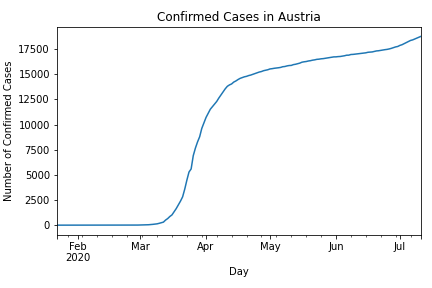 Confirmed Cases in Austria
Number of Confirmed Cases
17500
15000
12500
10000
7500
5000
2500
0
Feb Mar Apr May Jun Jul
2020
Day